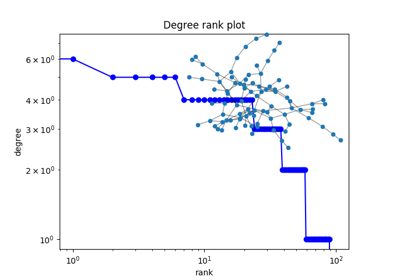 Degree rank plot
6 × 10⁰
4 × 10⁰
3 × 10⁰
2 × 10⁰
10⁰
degree
10⁰ 10¹ 10²
rank